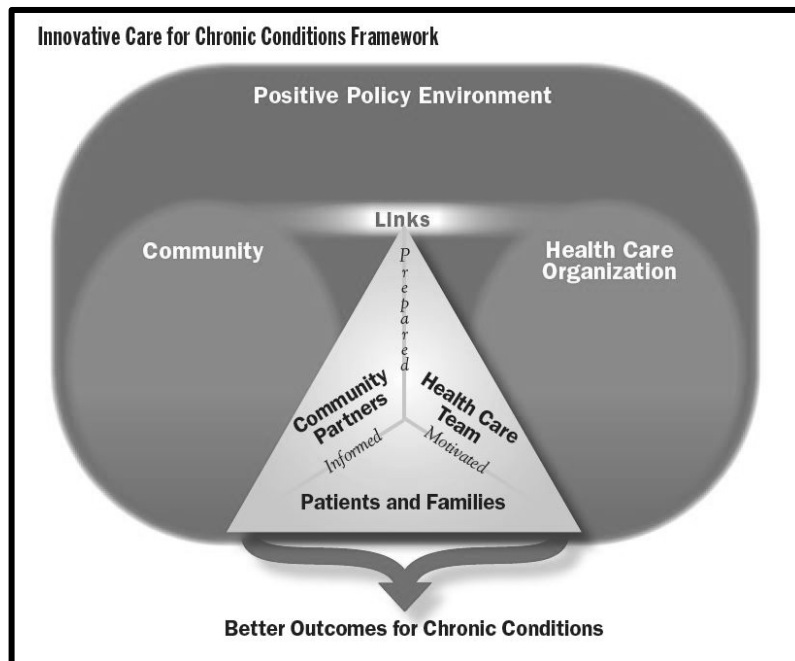 Innovative Care for Chronic Conditions Framework
Positive Policy Environment
Links
Community
Health Care
Organization
Prepared
Community
Partners
Health Care
Team
Informed
Motivated
Patients and Families
Better Outcomes for Chronic Conditions